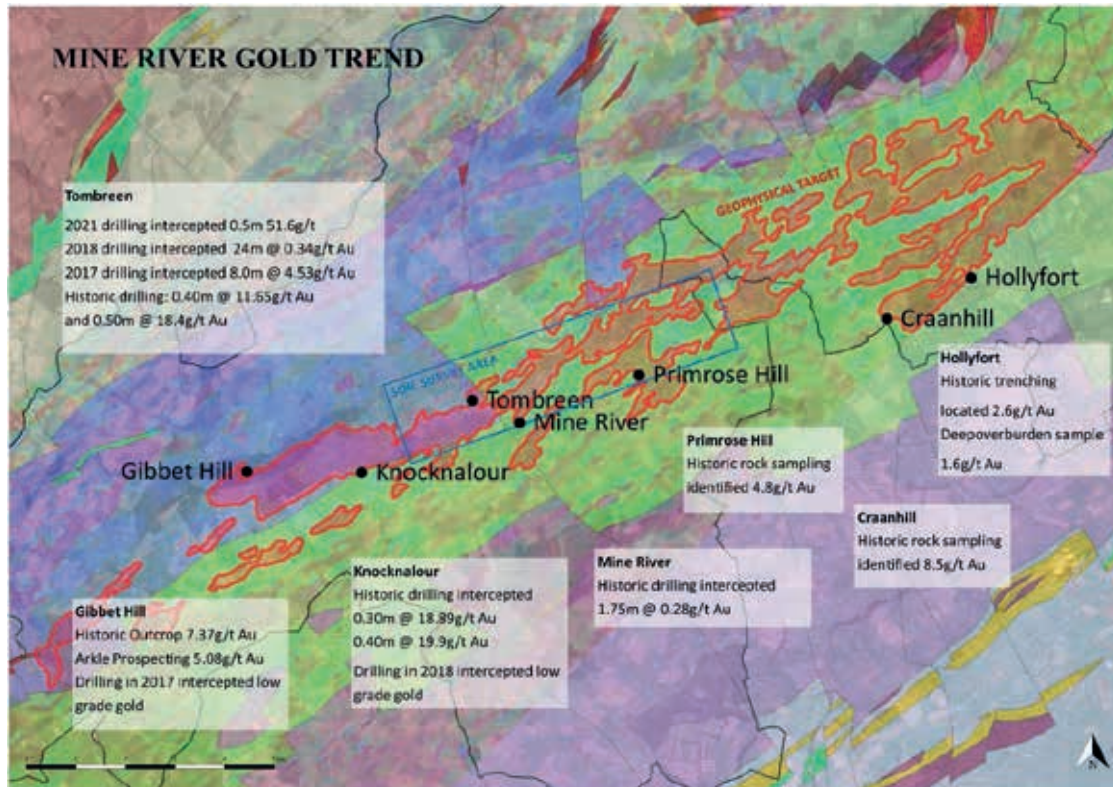 MINE RIVER GOLD TREND
Tombreen
2021 drilling intercepted 0.5m 51.6g/t
2018 drilling intercepted 24m @ 0.34g/t Au
2017 drilling intercepted 8.0m @ 4.53g/t Au
Historic drilling: 0.40m @ 11.65g/t Au
and 0.50m @ 18.4g/t Au
GEOPHYSICAL TARGET
Hollyfort
Craanhill
SOIL SURVEY AREA
Primrose Hill
Tombreen
Mine River
Gibbet Hill
Knocknalour
Hollyfort
Historic trenching
located 2.6g/t Au
Deepoverburden sample
1.6g/t Au
Primrose Hill
Historic rock sampling
identified 4.8g/t Au
Craanhill
Historic rock sampling
identified 8.5g/t Au
Mine River
Historic drilling intercepted
1.75m @ 0.28g/t Au
Knocknalour
Historic drilling intercepted
0.30m @ 18.89g/t Au
0.40m @ 19.9g/t Au
Drilling in 2018 intercepted low
grade gold
Gibbet Hill
Historic Outcrop 7.37g/t Au
Arkle Prospecting 5.08g/t Au
Drilling in 2017 intercepted low
grade gold
N